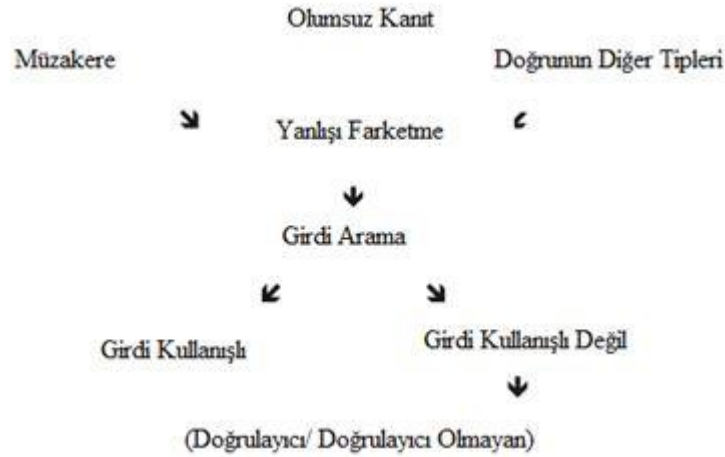 Olumsuz Kanıt
Müzakere
Doğrunun Diğer Tipleri
Yanlışı Farketme
Girdi Arama
Girdi Kullanışlı
Girdi Kullanışlı Değil
(Doğrulayıcı/ Doğrulayıcı Olmayan)